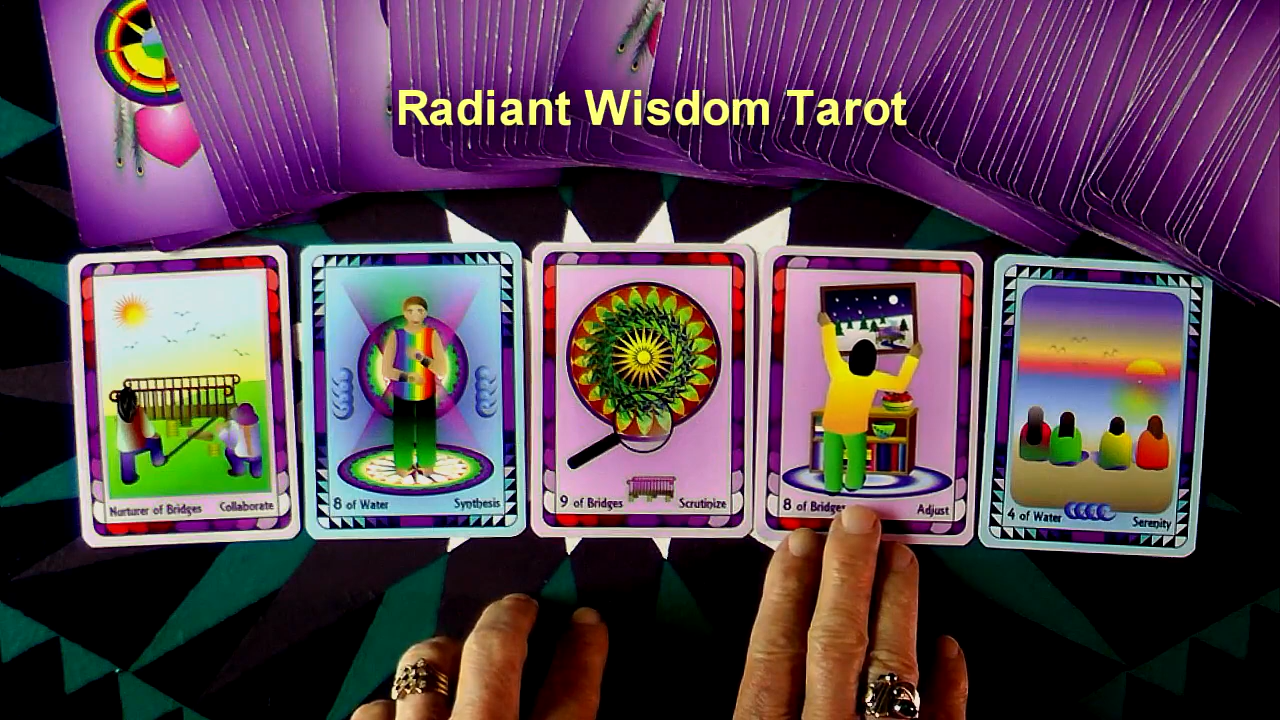 Radiant Wisdom Tarot
Nurturer of Bridges Collaborate
8 of Water Synthesis
9 of Bridges Scrutinize
8 of Bridges Adjust
4 of Water Serenity